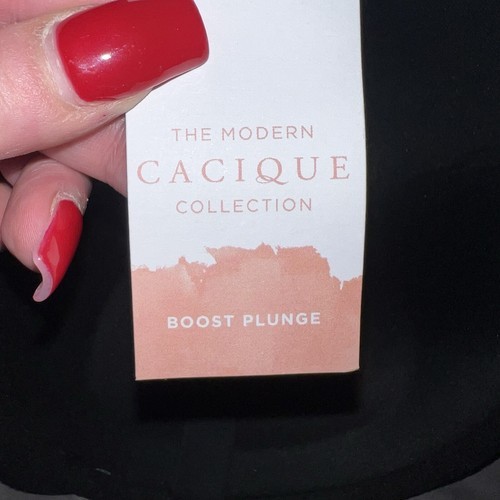 THE MODERN
CACIQUE
COLLECTION
BOOST PLUNGE